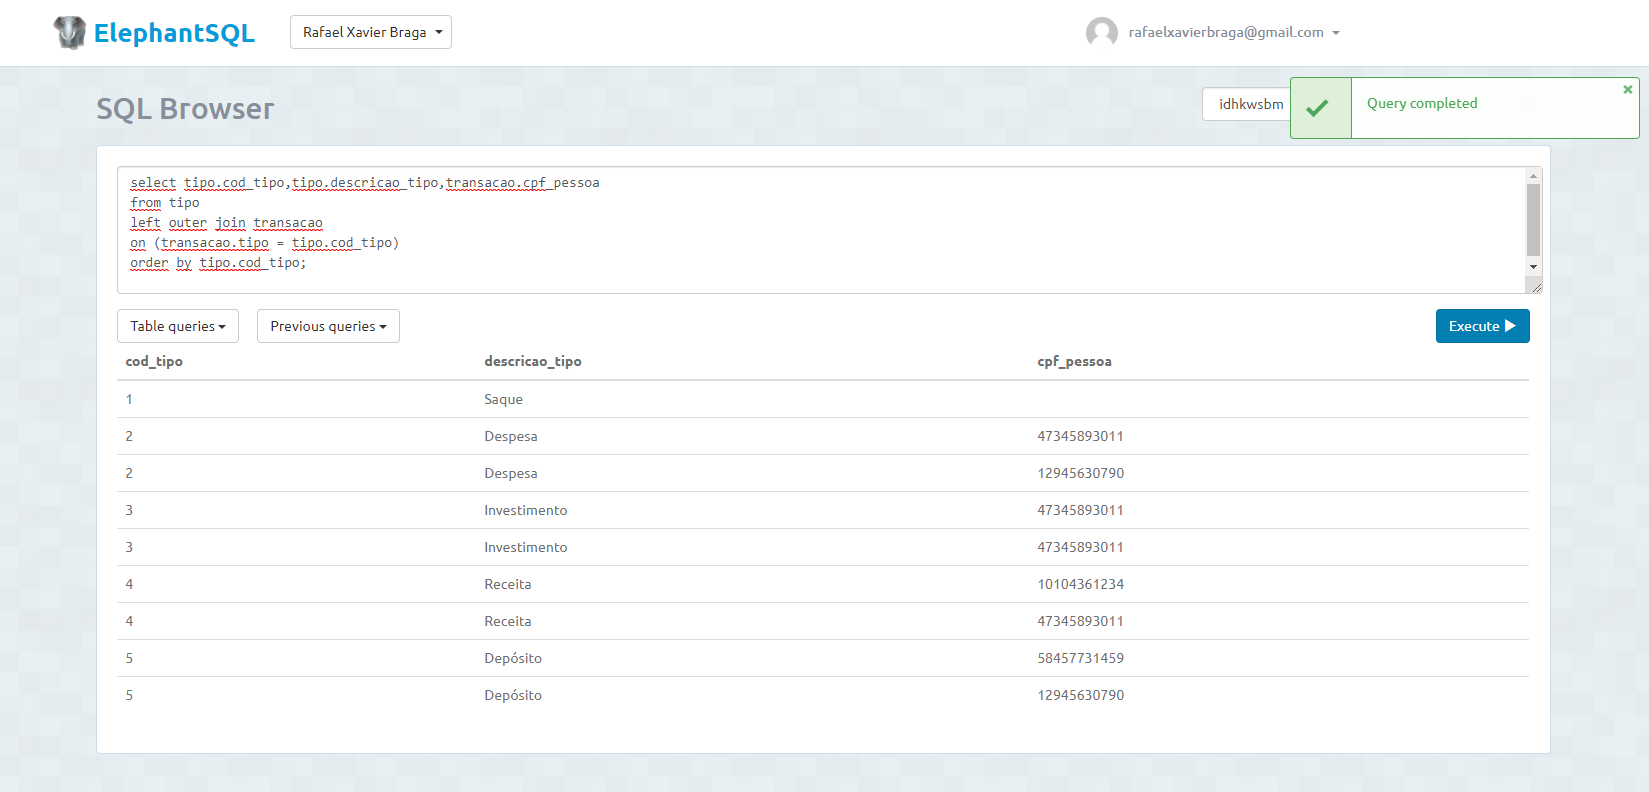 ElephantSQL
Rafael Xavier Braga
rafaelxavierbraga@gmail.com
SQL Browser
idhkwsbm
Query completed
select tipo.cod_tipo,tipo.descricao_tipo,transacao.cpf_pessoa
from tipo
left outer join transacao
on (transacao.tipo = tipo.cod_tipo)
order by tipo.cod_tipo;
Table queries
Previous queries
Execute
cod_tipo descricao_tipo cpf_pessoa
1 Saque
2 Despesa 47345893011
2 Despesa 12945630790
3 Investimento 47345893011
3 Investimento 47345893011
4 Receita 10104361234
4 Receita 47345893011
5 Depósito 58457731459
5 Depósito 12945630790